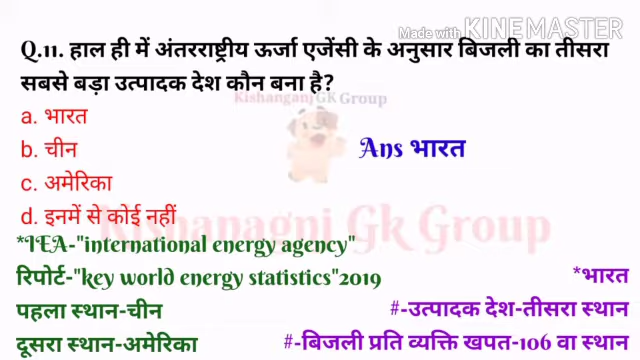 Made with KINEMASTER
Q.11. हाल ही में अंतरराष्ट्रीय ऊर्जा एजेंसी के अनुसार बिजली का तीसरा
सबसे बड़ा उत्पादक देश कौन बना है?
Kishanganj GK Group
a. भारत
b. चीन
Ans भारत
c. अमेरिका
d. इनमें से कोई नहीं
Kishanagnj Gk Group
*IEA-"international energy agency"
रिपोर्ट-"key world energy statistics"2019
*भारत
पहला स्थान-चीन
#-उत्पादक देश-तीसरा स्थान
दूसरा स्थान-अमेरिका
#-बिजली प्रति व्यक्ति खपत-106 वा स्थान